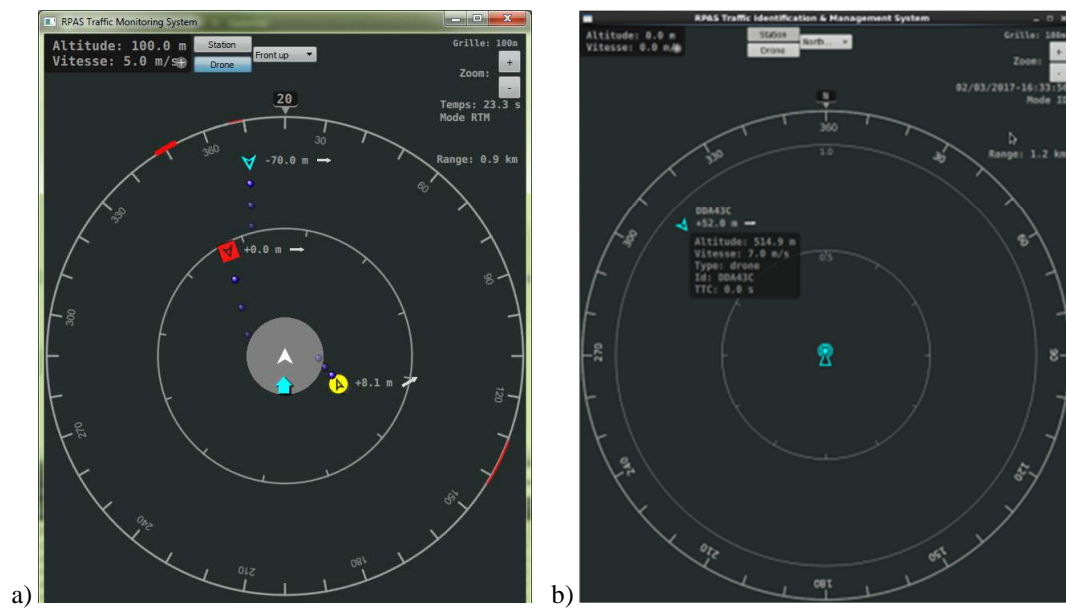 RPAS Traffic Monitoring System
Altitude: 100.0 m
Vitesse: 5.0 m/s
Station
Drone
Front up
Grille: 100m
Zoom:
+
-
Temps: 23.3 s
Mode RTM
Range: 0.9 km
20
30
60
90
120
150
180
210
240
270
300
330
360
-70.0 m
+0.0 m
+8.1 m
a)
RPAS Traffic Identification & Management System
Altitude: 0.0 m
Vitesse: 0.0 m/s
Station
Drone
North...
Grille: 100m
Zoom:
+
-
02/03/2017-16:33:50
Mode ID
Range: 1.2 km
N
360
30
60
90
120
150
180
210
240
270
300
330
1.0
0.5
DDA43C
+52.0 m
Altitude: 514.9 m
Vitesse: 7.0 m/s
Type: drone
Id: DDA43C
TTC: 0.0 s
b)